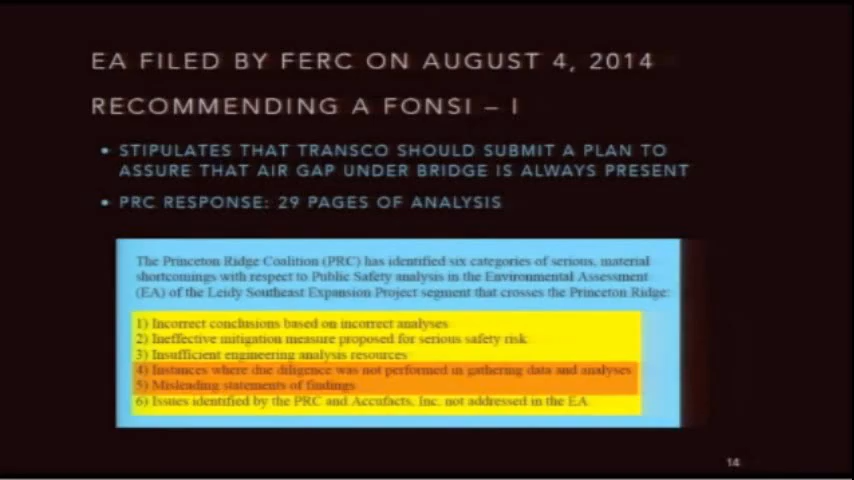 EA FILED BY FERC ON AUGUST 4, 2014
RECOMMENDING A FONSI – I
• STIPULATES THAT TRANSCO SHOULD SUBMIT A PLAN TO
ASSURE THAT AIR GAP UNDER BRIDGE IS ALWAYS PRESENT
• PRC RESPONSE: 29 PAGES OF ANALYSIS
The Princeton Ridge Coalition (PRC) has identified six categories of serious, material
shortcomings with respect to Public Safety analysis in the Environmental Assessment
(EA) of the Leidy Southeast Expansion Project segment that crosses the Princeton Ridge:
1) Incorrect conclusions based on incorrect analyses
2) Ineffective mitigation measure proposed for serious safety risk
3) Insufficient engineering analysis resources
4) Instances where due diligence was not performed in gathering data and analyses
5) Misleading statements of findings
6) Issues identified by the PRC and Accufacts, Inc. not addressed in the EA
14